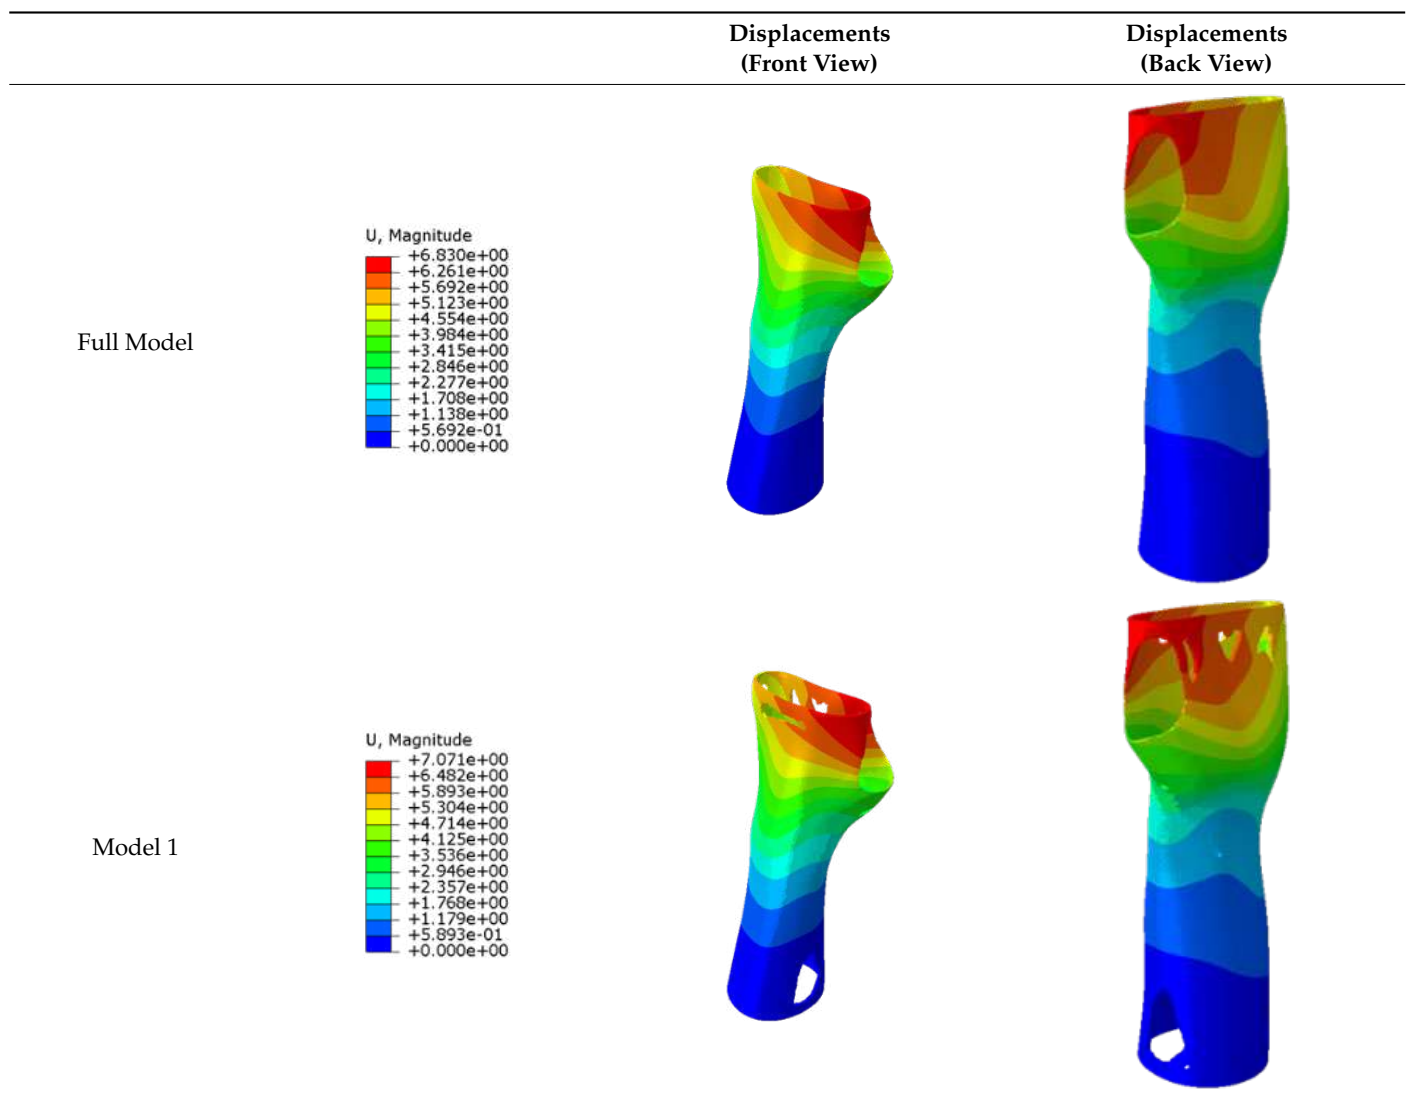 Displacements
(Front View)
Displacements
(Back View)
Full Model
U, Magnitude
+6.830e+00
+6.261e+00
+5.692e+00
+5.123e+00
+4.554e+00
+3.984e+00
+3.415e+00
+2.846e+00
+2.277e+00
+1.708e+00
+1.138e+00
+5.692e-01
+0.000e+00
Model 1
U, Magnitude
+7.071e+00
+6.482e+00
+5.893e+00
+5.304e+00
+4.714e+00
+4.125e+00
+3.536e+00
+2.946e+00
+2.357e+00
+1.768e+00
+1.179e+00
+5.893e-01
+0.000e+00